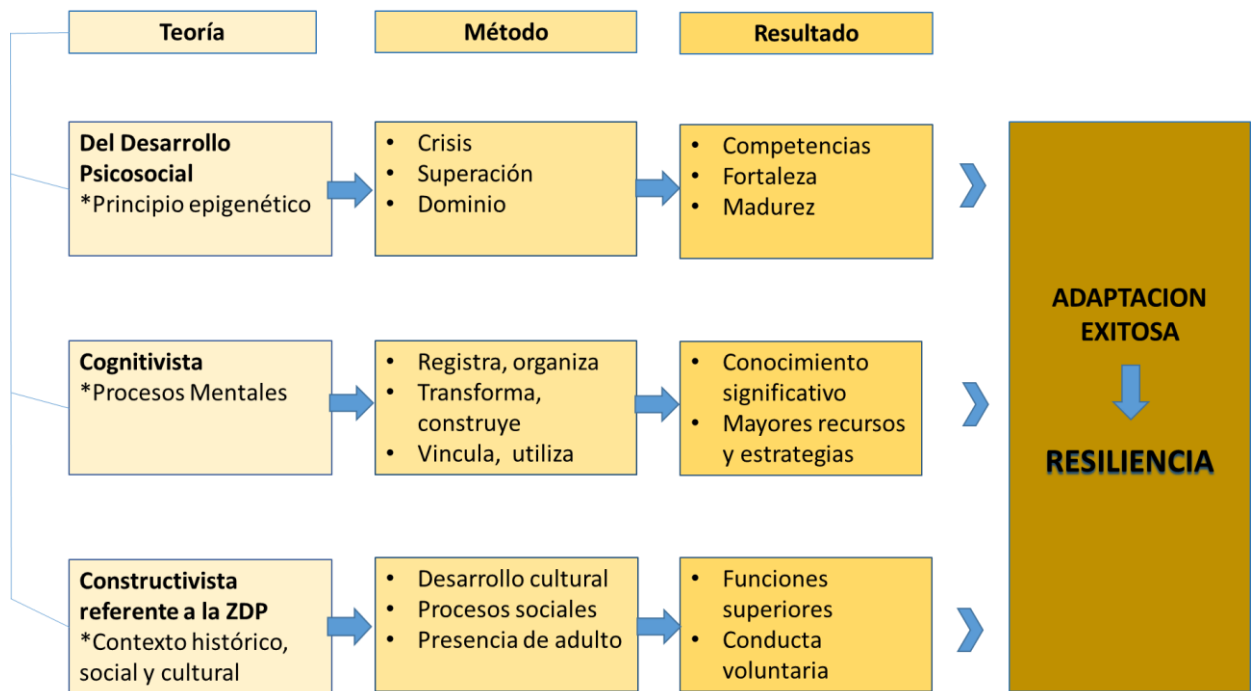 Teoría
Método
Resultado
Del Desarrollo
Psicosocial
*Principio epigenético
• Crisis
• Superación
• Dominio
• Competencias
• Fortaleza
• Madurez
Cognitivista
*Procesos Mentales
• Registra, organiza
• Transforma,
construye
• Vincula, utiliza
• Conocimiento
significativo
• Mayores recursos
y estrategias
Constructivista
referente a la ZDP
*Contexto histórico,
social y cultural
• Desarrollo cultural
• Procesos sociales
• Presencia de adulto
• Funciones
superiores
• Conducta
voluntaria
ADAPTACION
EXITOSA
RESILIENCIA